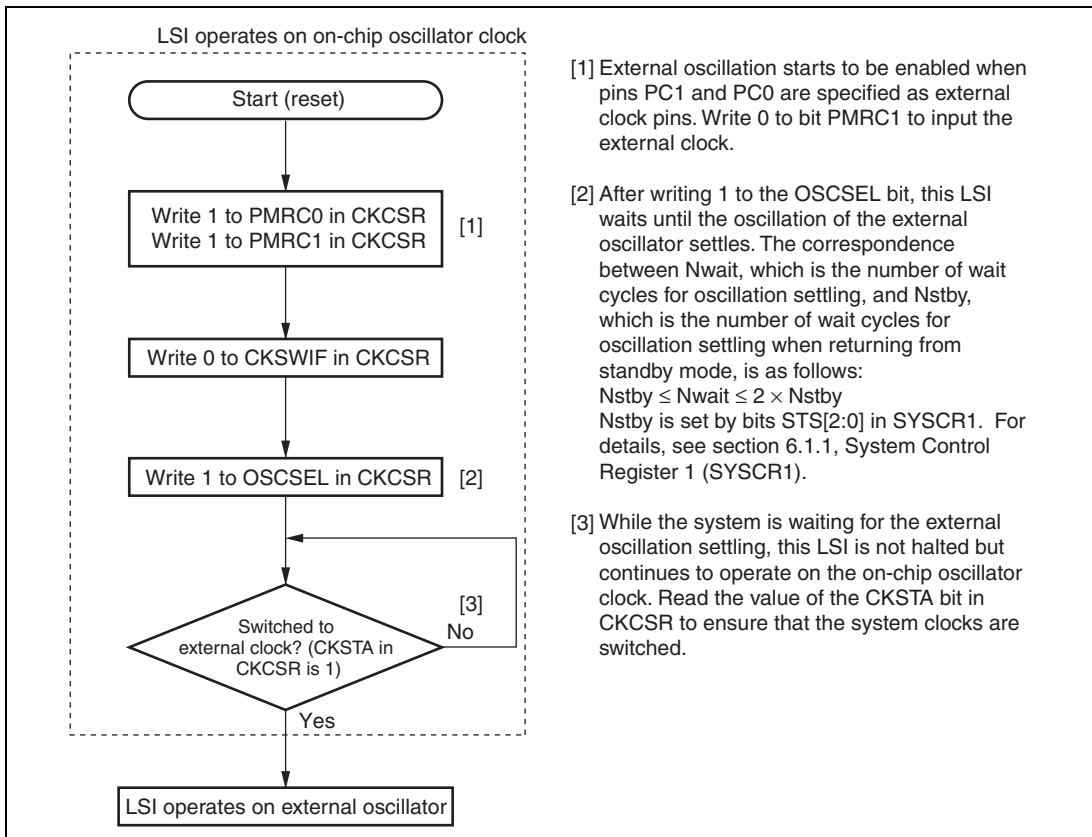 LSI operates on on-chip oscillator clock
Start (reset)
Write 1 to PMRC0 in CKCSR
Write 1 to PMRC1 in CKCSR
[1]
Write 0 to CKSWIF in CKCSR
Write 1 to OSCSEL in CKCSR
[2]
[3]
Switched to
external clock? (CKSTA in
CKCSR is 1)
No
Yes
LSI operates on external oscillator
[1] External oscillation starts to be enabled when
pins PC1 and PC0 are specified as external
clock pins. Write 0 to bit PMRC1 to input the
external clock.
[2] After writing 1 to the OSCSEL bit, this LSI
waits until the oscillation of the external
oscillator settles. The correspondence
between Nwait, which is the number of wait
cycles for oscillation settling, and Nstby,
which is the number of wait cycles for
oscillation settling when returning from
standby mode, is as follows:
Nstby ≤ Nwait ≤ 2 × Nstby
Nstby is set by bits STS[2:0] in SYSCR1. For
details, see section 6.1.1, System Control
Register 1 (SYSCR1).
[3] While the system is waiting for the external
oscillation settling, this LSI is not halted but
continues to operate on the on-chip oscillator
clock. Read the value of the CKSTA bit in
CKCSR to ensure that the system clocks are
switched.